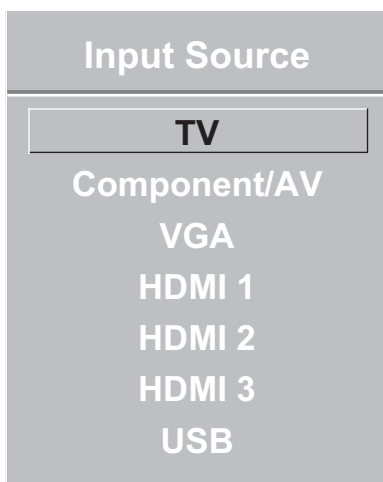 Input Source
TV
Component/AV
VGA
HDMI 1
HDMI 2
HDMI 3
USB